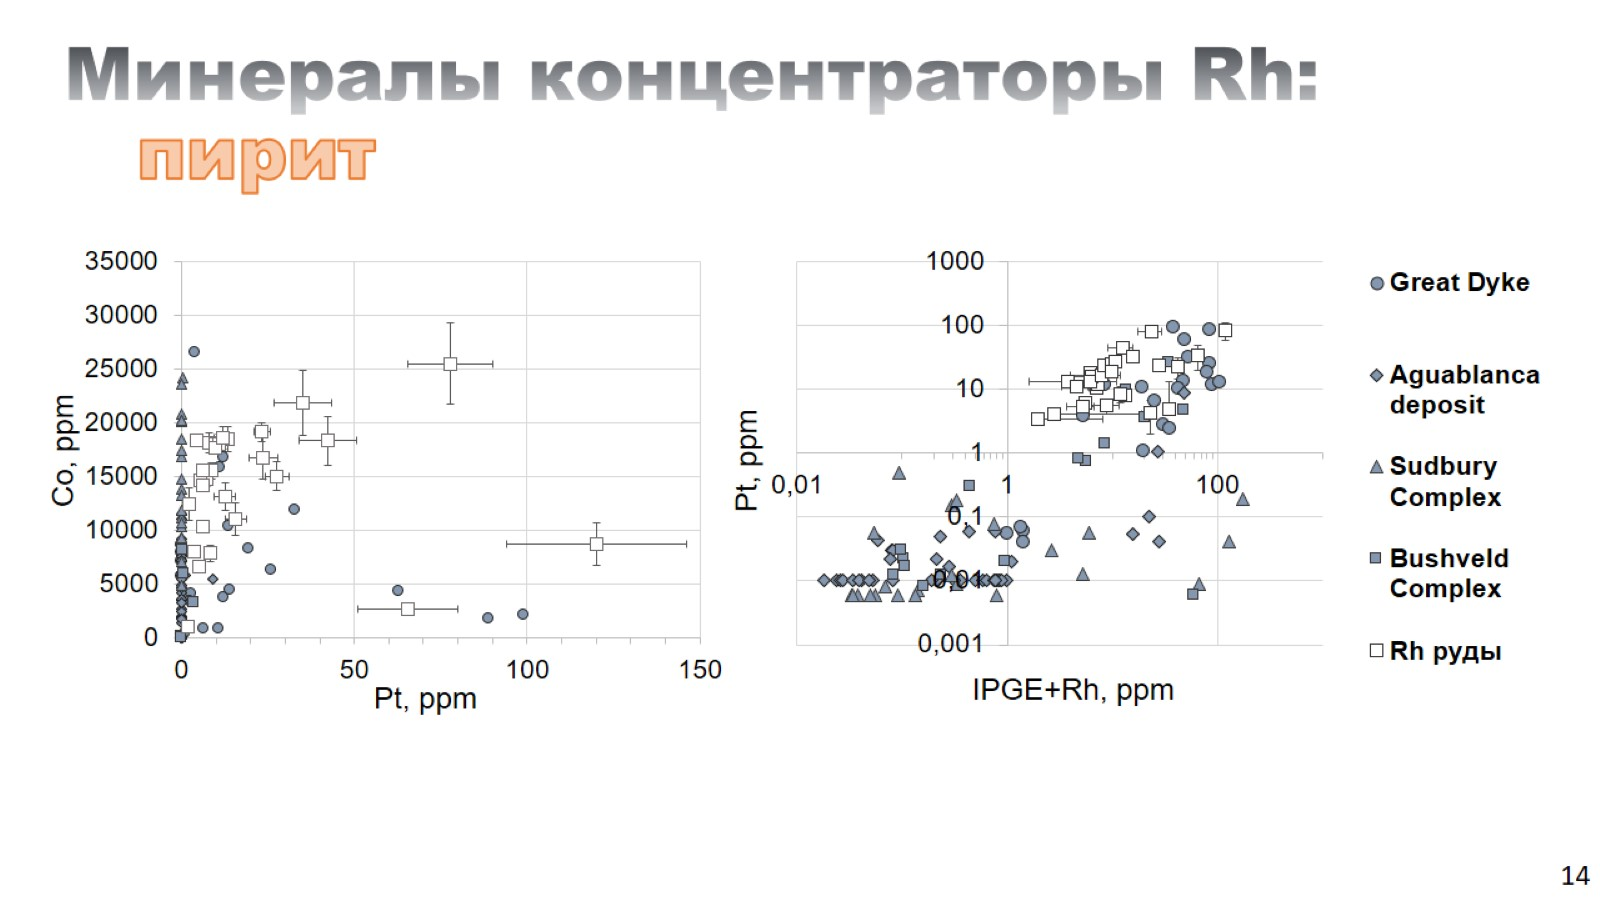 Минералы концентраторы Rh:
пирит
35000
30000
25000
20000
15000
10000
5000
0
Co, ppm
0
50
100
150
Pt, ppm
1000
100
10
1
0,1
0,01
0,001
Pt, ppm
0,01
1
100
IPGE+Rh, ppm
Great Dyke
Aguablanca
deposit
Sudbury
Complex
Bushveld
Complex
Rh руды
14